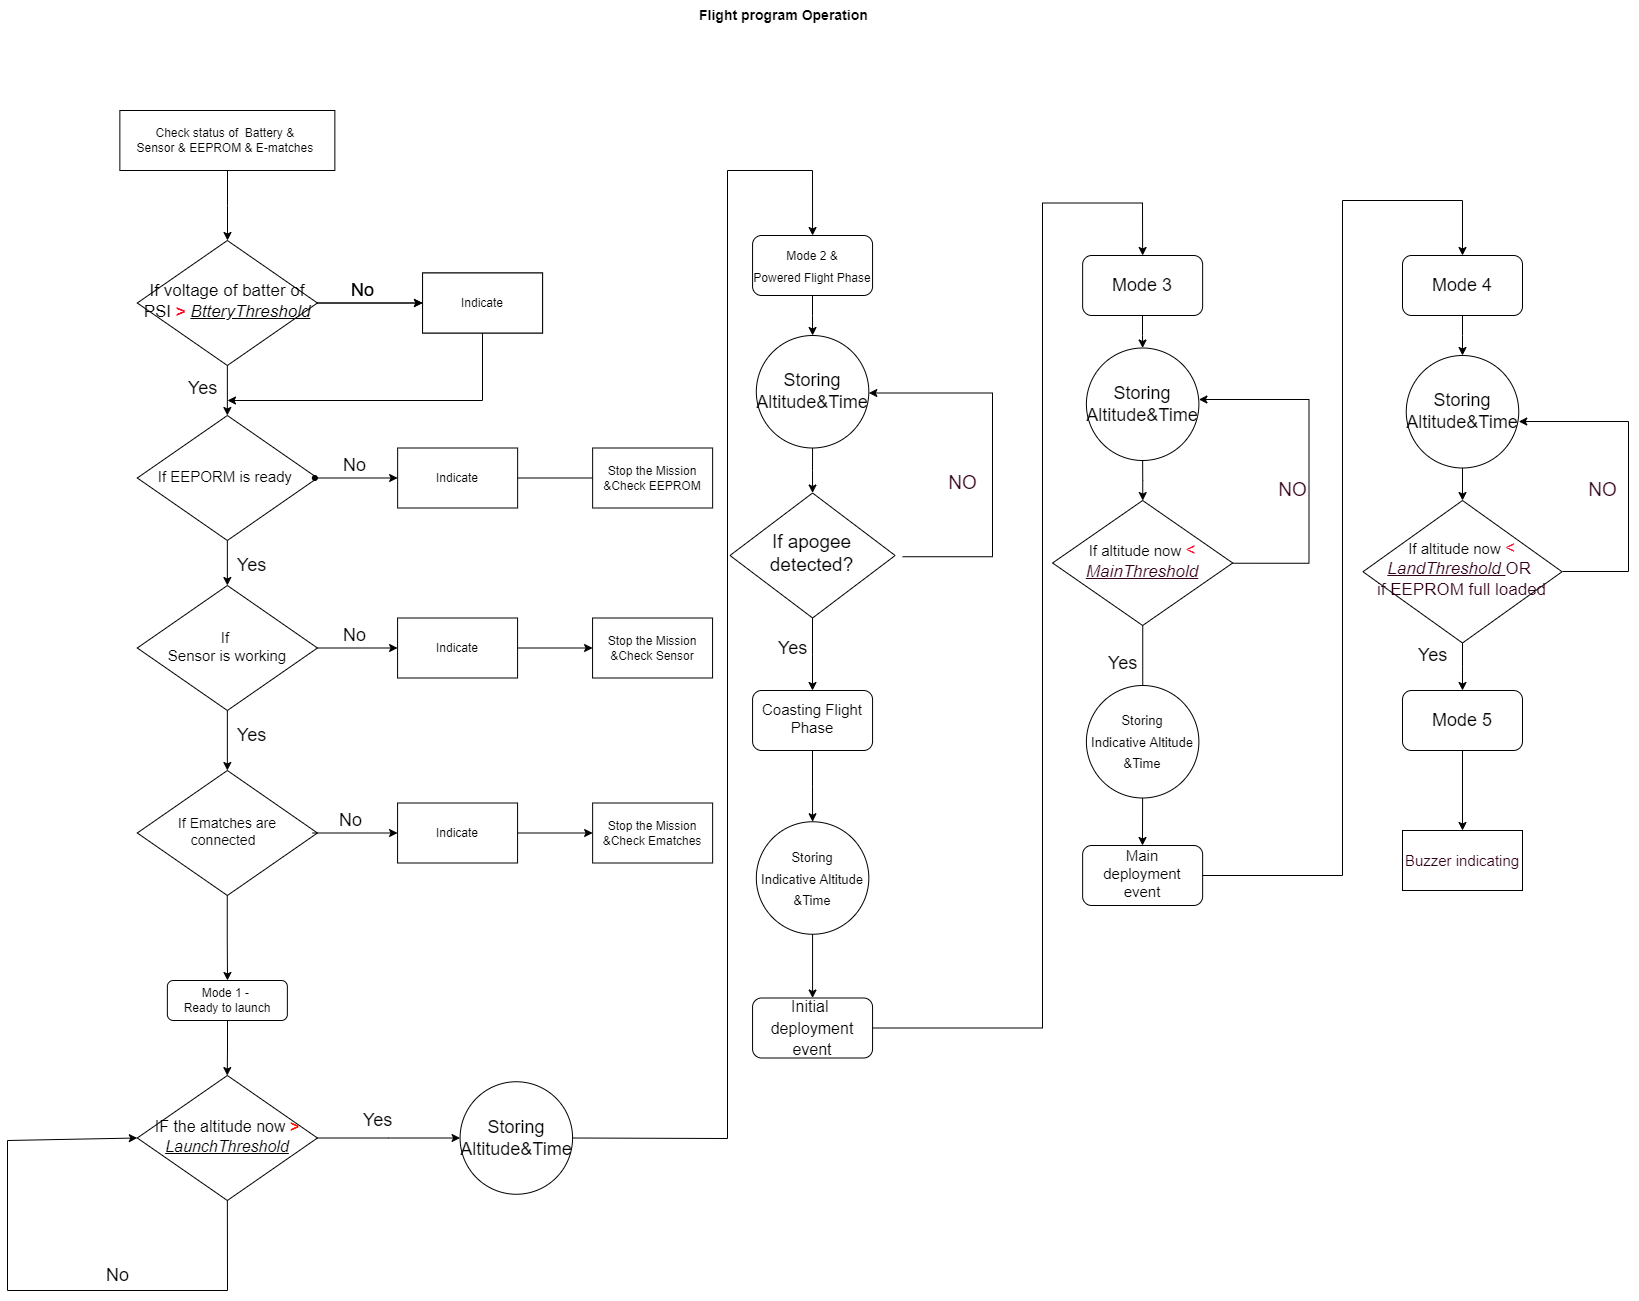 Flight program Operation
Check status of Battery &
Sensor & EEPROM & E-matches
If voltage of batter of
PSI > BtteryThreshold
No
Indicate
Yes
If EEPORM is ready
No
Indicate
Stop the Mission
&Check EEPROM
Yes
If
Sensor is working
No
Indicate
Stop the Mission
&Check Sensor
Yes
If Ematches are
connected
No
Indicate
Stop the Mission
&Check Ematches
Mode 1 -
Ready to launch
IF the altitude now >
LaunchThreshold
Yes
No
Storing
Altitude&Time
Mode 2 &
Powered Flight Phase
Storing
Altitude&Time
NO
If apogee
detected?
Yes
Coasting Flight
Phase
Storing
Indicative Altitude
&Time
Initial
deployment
event
Mode 3
Storing
Altitude&Time
NO
If altitude now <
MainThreshold
Yes
Storing
Indicative Altitude
&Time
Main
deployment
event
Mode 4
Storing
Altitude&Time
NO
If altitude now <
LandThreshold OR
if EEPROM full loaded
Yes
Mode 5
Buzzer indicating